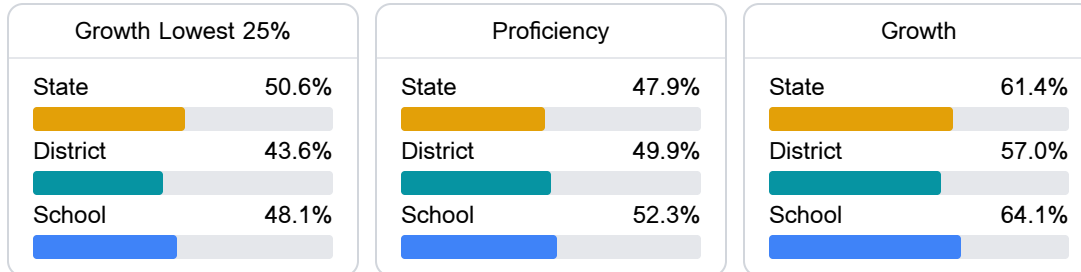 Growth Lowest 25%
State 50.6%
District 43.6%
School 48.1%
Proficiency
State 47.9%
District 49.9%
School 52.3%
Growth
State 61.4%
District 57.0%
School 64.1%